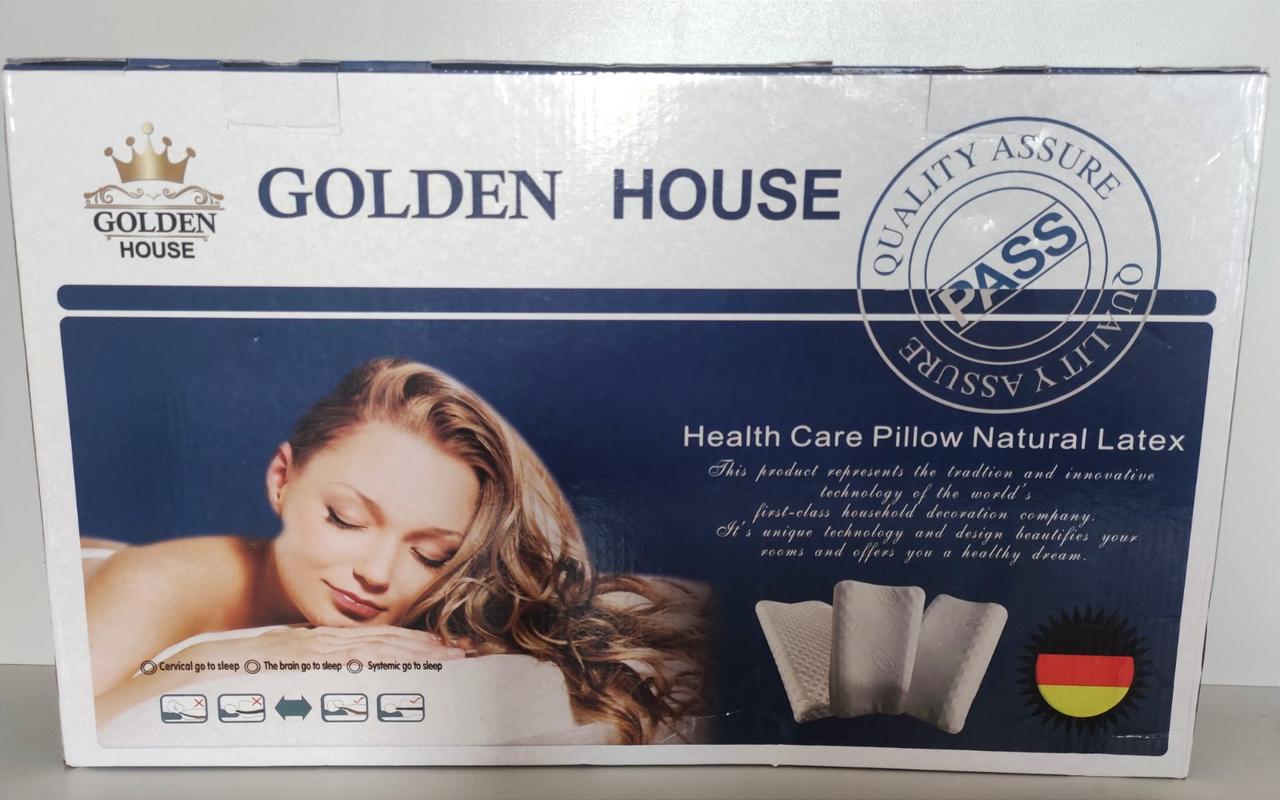 GOLDEN
HOUSE
GOLDEN HOUSE
QUALITY ASSURE
PASS
QUALITY ASSURE
Health Care Pillow Natural Latex
This product represents the tradtion and innovative
technology of the world's
first-class household decoration company.
It's unique technology and design beautifies your
rooms and offers you a healthy dream.
Cervical go to sleep The brain go to sleep Systemic go to sleep